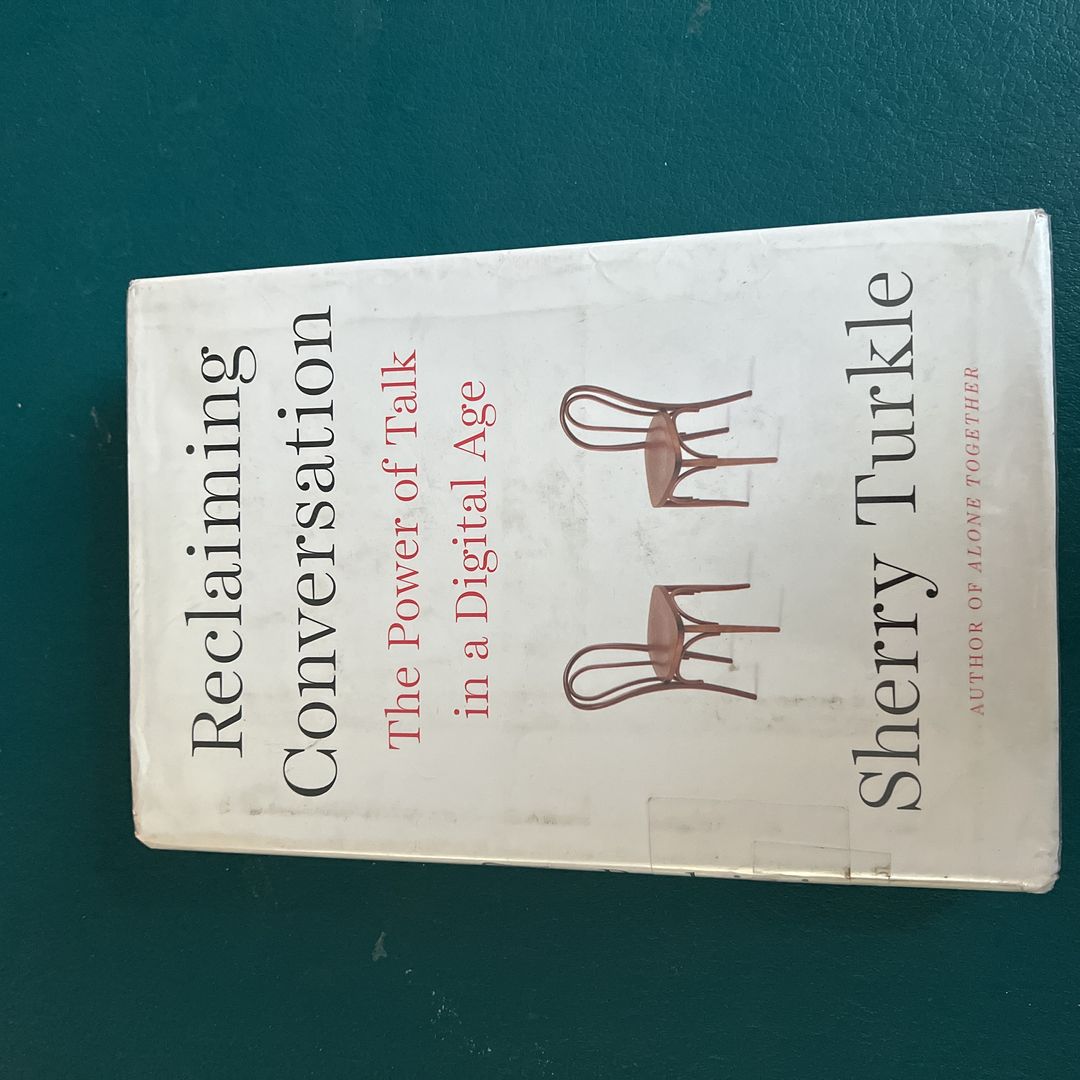 Reclaiming
Conversation
The Power of Talk
in a Digital Age
Sherry Turkle
AUTHOR OF ALONE TOGETHER